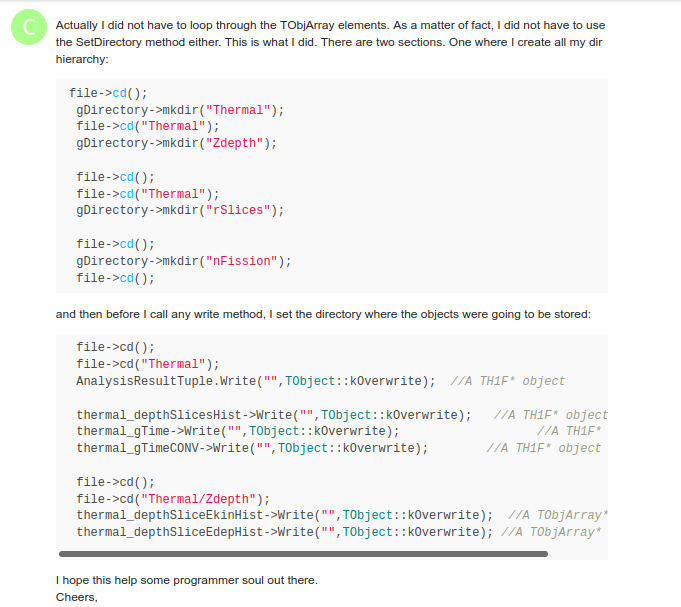 C
Actually I did not have to loop through the TObjArray elements. As a matter of fact, I did not have to use
the SetDirectory method either. This is what I did. There are two sections. One where I create all my dir
hierarchy:
file->cd();
gDirectory->mkdir("Thermal");
file->cd("Thermal");
gDirectory->mkdir("Zdepth");
file->cd();
file->cd("Thermal");
gDirectory->mkdir("rSlices");
file->cd();
gDirectory->mkdir("nFission");
file->cd();
and then before I call any write method, I set the directory where the objects were going to be stored:
file->cd();
file->cd("Thermal");
AnalysisResultTuple.Write("",TObject::kOverwrite);  //A TH1F* object
thermal_depthSlicesHist->Write("",TObject::kOverwrite);   //A TH1F* object
thermal_gTime->Write("",TObject::kOverwrite);                   //A TH1F*
thermal_gTimeCONV->Write("",TObject::kOverwrite);        //A TH1F* object
file->cd();
file->cd("Thermal/Zdepth");
thermal_depthSliceEkinHist->Write("",TObject::kOverwrite);  //A TObjArray*
thermal_depthSliceEdepHist->Write("",TObject::kOverwrite); //A TObjArray*
I hope this help some programmer soul out there.
Cheers,